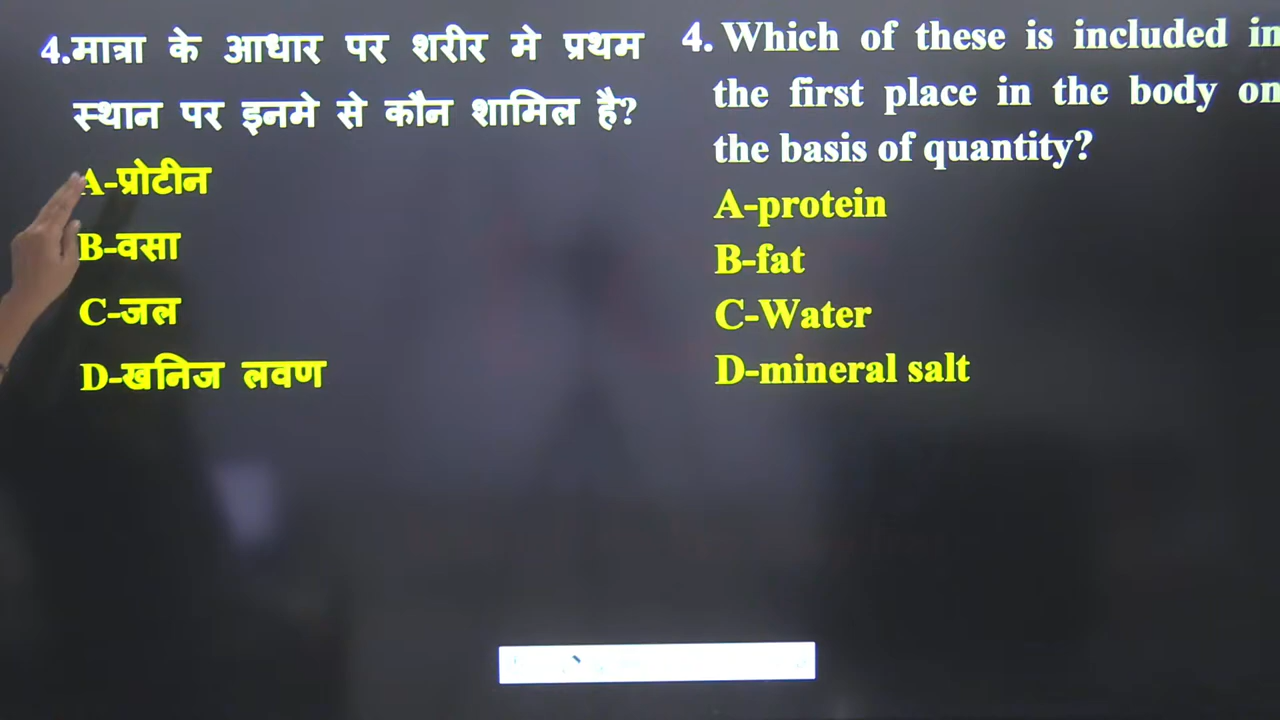 4.मात्रा के आधार पर शरीर मे प्रथम
स्थान पर इनमे से कौन शामिल है?
A-प्रोटीन
B-वसा
C-जल
D-खनिज लवण
4. Which of these is included in
the first place in the body on
the basis of quantity?
A-protein
B-fat
C-Water
D-mineral salt